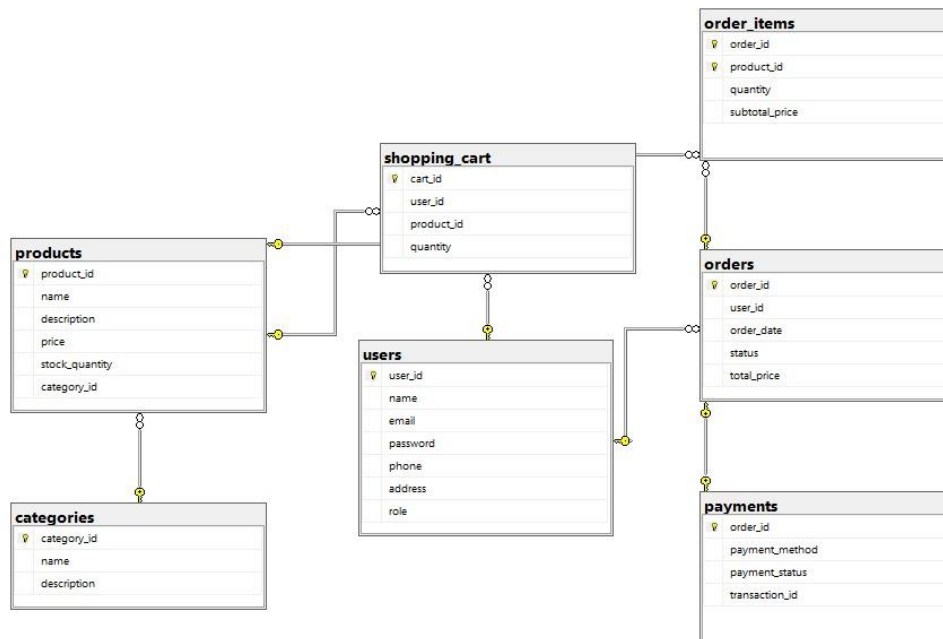 order_items
order_id
product_id
quantity
subtotal_price
shopping_cart
cart_id
user_id
product_id
quantity
products
product_id
name
description
price
stock_quantity
category_id
orders
order_id
user_id
order_date
status
total_price
users
user_id
name
email
password
phone
address
role
categories
category_id
name
description
payments
order_id
payment_method
payment_status
transaction_id